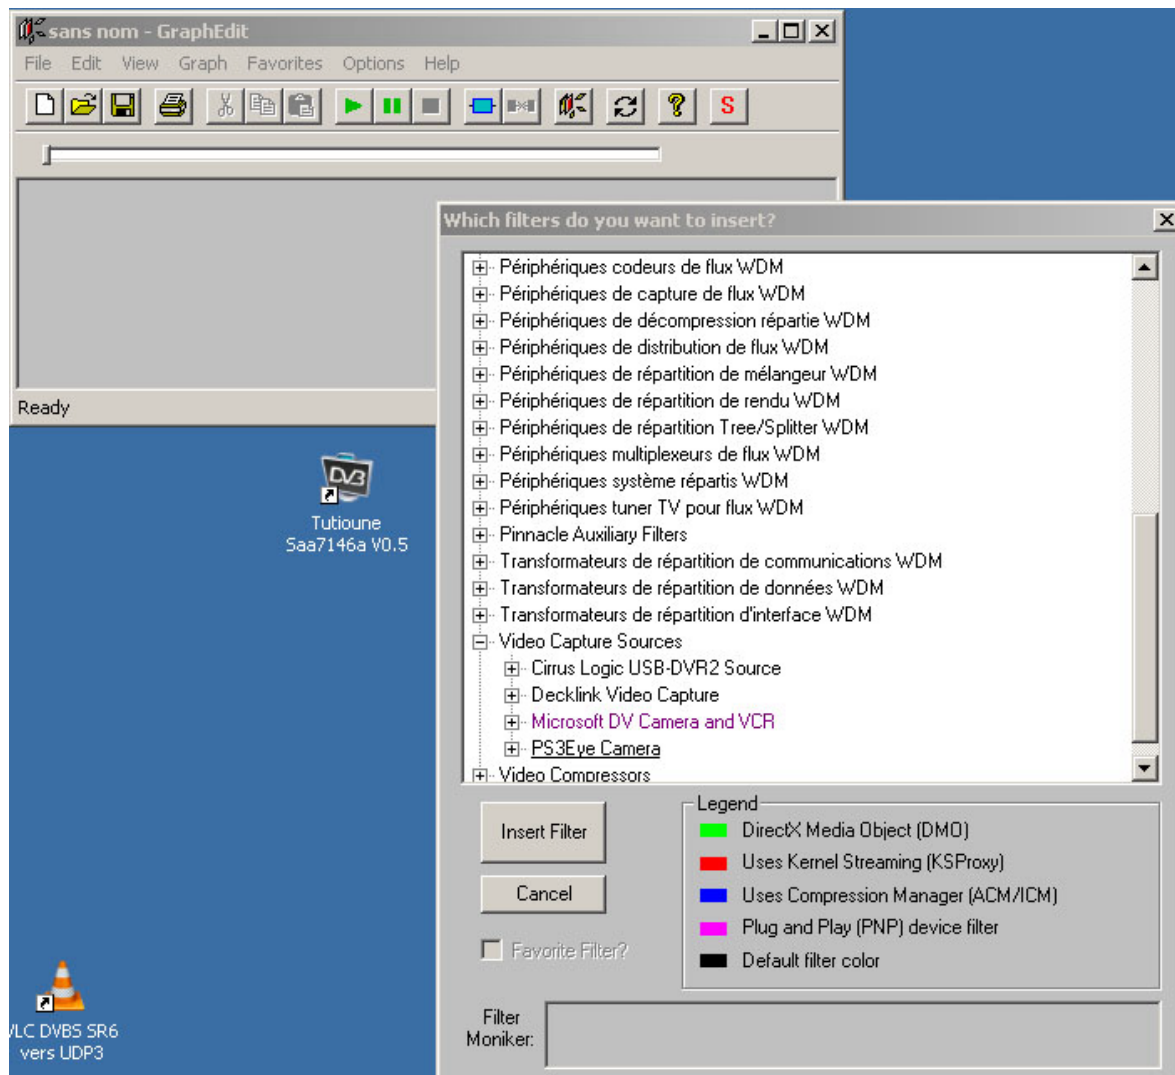 sans nom - GraphEdit
File Edit View Graph Favorites Options Help
S
Ready
Which filters do you want to insert?
Périphériques codeurs de flux WDM
Périphériques de capture de flux WDM
Périphériques de décompression répartie WDM
Périphériques de distribution de flux WDM
Périphériques de répartition de mélangeur WDM
Périphériques de répartition de rendu WDM
Périphériques de répartition Tree/Splitter WDM
Périphériques multiplexeurs de flux WDM
Périphériques système répartis WDM
Périphériques tuner TV pour flux WDM
Pinnacle Auxiliary Filters
Transformateurs de répartition de communications WDM
Transformateurs de répartition de données WDM
Transformateurs de répartition d'interface WDM
Video Capture Sources
Cirrus Logic USB-DVR2 Source
Decklink Video Capture
Microsoft DV Camera and VCR
PS3Eye Camera
Video Compressors
Insert Filter
Cancel
Favorite Filter?
Legend
DirectX Media Object (DMO)
Uses Kernel Streaming (KSProxy)
Uses Compression Manager (ACM/ICM)
Plug and Play (PNP) device filter
Default filter color
Filter
Moniker:
DVB
Tutioune
Saa7146a V0.5
VLC DVBS SR6
vers UDP3